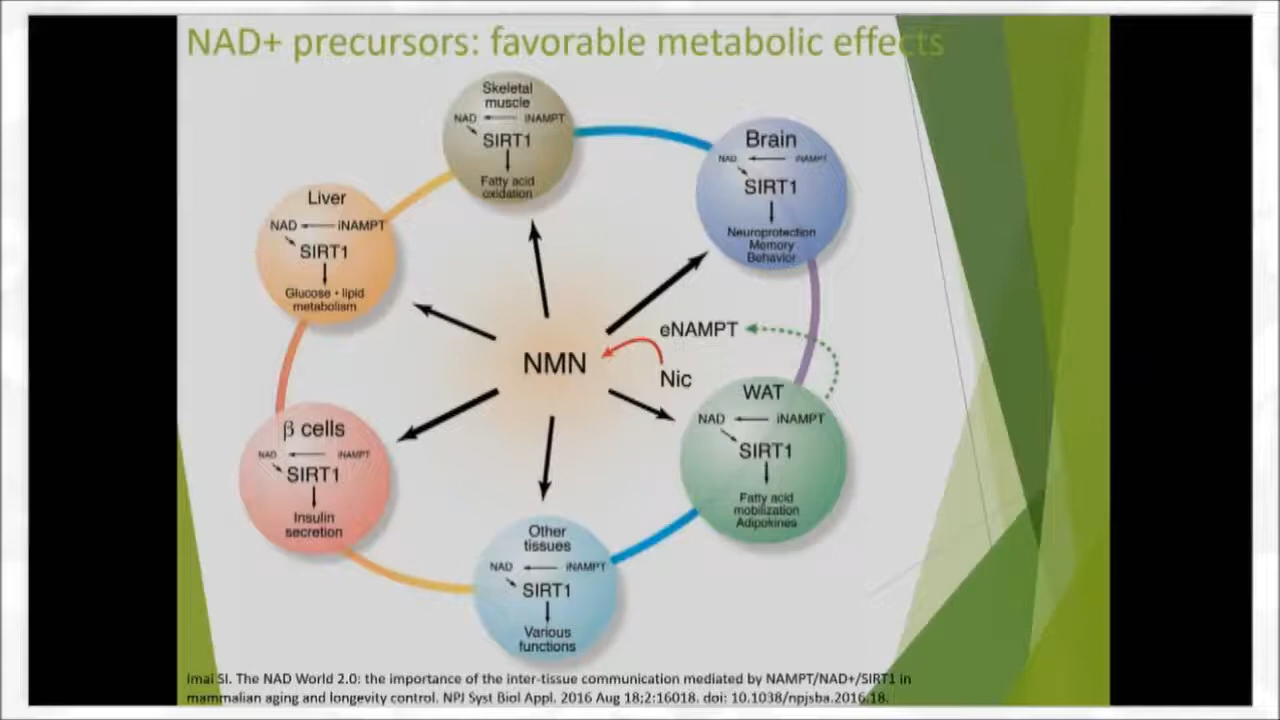 NAD+ precursors: favorable metabolic effects
Skeletal
muscle
NAD iNAMPT
SIRT1
Fatty acid
oxidation
Brain
NAD iNAMPT
SIRT1
Neuroprotection
Memory
Behavior
Liver
NAD iNAMPT
SIRT1
Glucose • lipid
metabolism
eNAMPT
NMN
Nic
WAT
NAD iNAMPT
SIRT1
Fatty acid
mobilization
Adipokines
β cells
NAD iNAMPT
SIRT1
Insulin
secretion
Other
tissues
NAD iNAMPT
SIRT1
Various
functions
Imai SI. The NAD World 2.0: the importance of the inter-tissue communication mediated by NAMPT/NAD+/SIRT1 in
mammalian aging and longevity control. NPJ Syst Biol Appl. 2016 Aug 18;2:16018. doi: 10.1038/npjsba.2016.18.